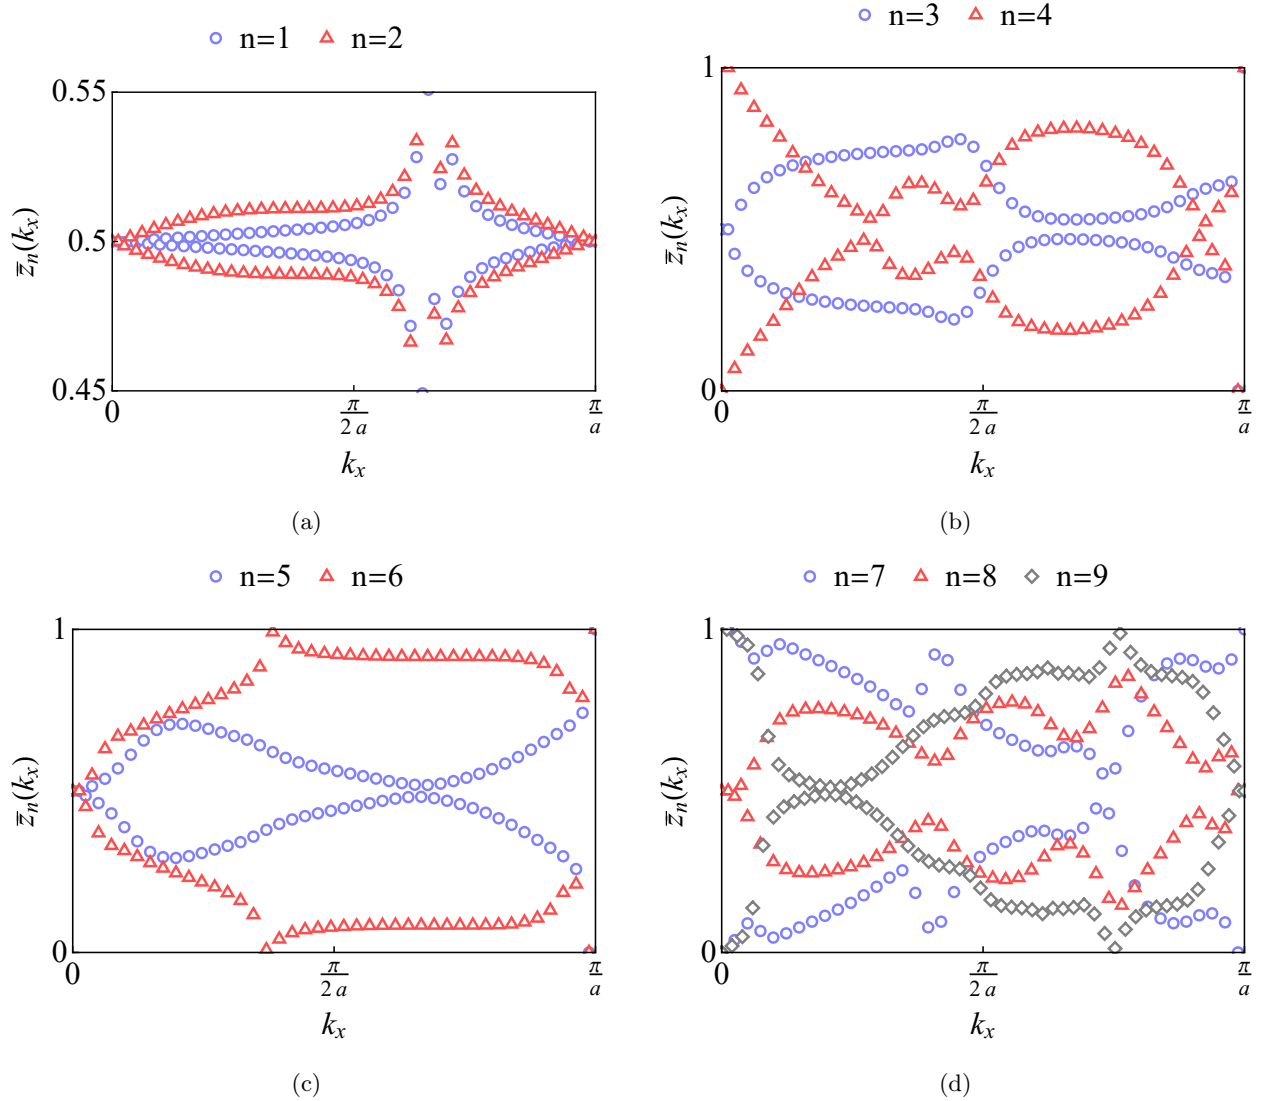 n=1 n=2
0.55
0.5
0.45
z̅ₙ(kₓ)
0
π/2 a
π/a
kₓ
(a)
n=3 n=4
1
0
z̅ₙ(kₓ)
0
π/2 a
π/a
kₓ
(b)
n=5 n=6
1
0
z̅ₙ(kₓ)
0
π/2 a
π/a
kₓ
(c)
n=7 n=8 n=9
1
0
z̅ₙ(kₓ)
0
π/2 a
π/a
kₓ
(d)